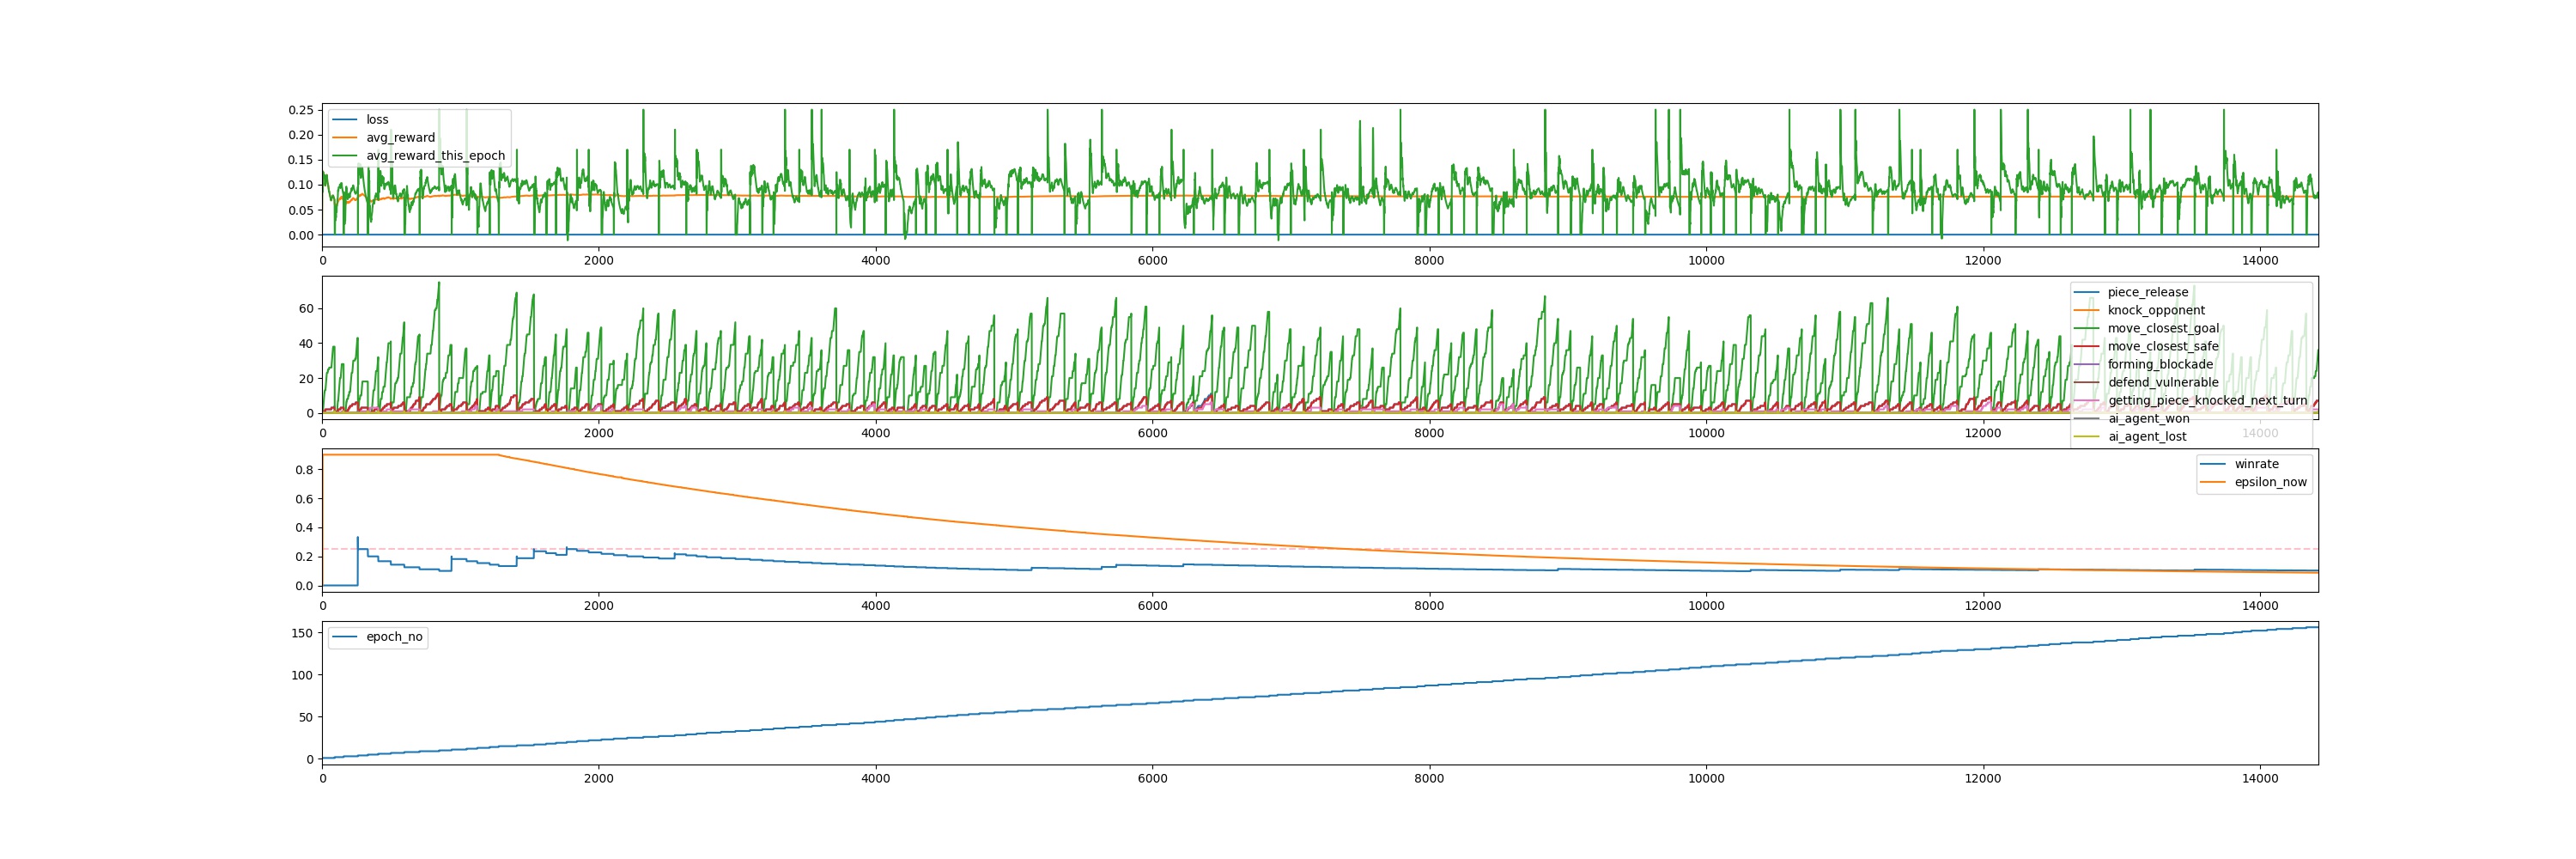 0.25
0.20
0.15
0.10
0.05
0.00
loss
avg_reward
avg_reward_this_epoch
0 2000 4000 6000 8000 10000 12000 14000
60
40
20
0
piece_release
knock_opponent
move_closest_goal
move_closest_safe
forming_blockade
defend_vulnerable
getting_piece_knocked_next_turn
ai_agent_won
ai_agent_lost
0 2000 4000 6000 8000 10000 12000 14000
0.8
0.6
0.4
0.2
0.0
winrate
epsilon_now
0 2000 4000 6000 8000 10000 12000 14000
150
100
50
0
epoch_no
0 2000 4000 6000 8000 10000 12000 14000